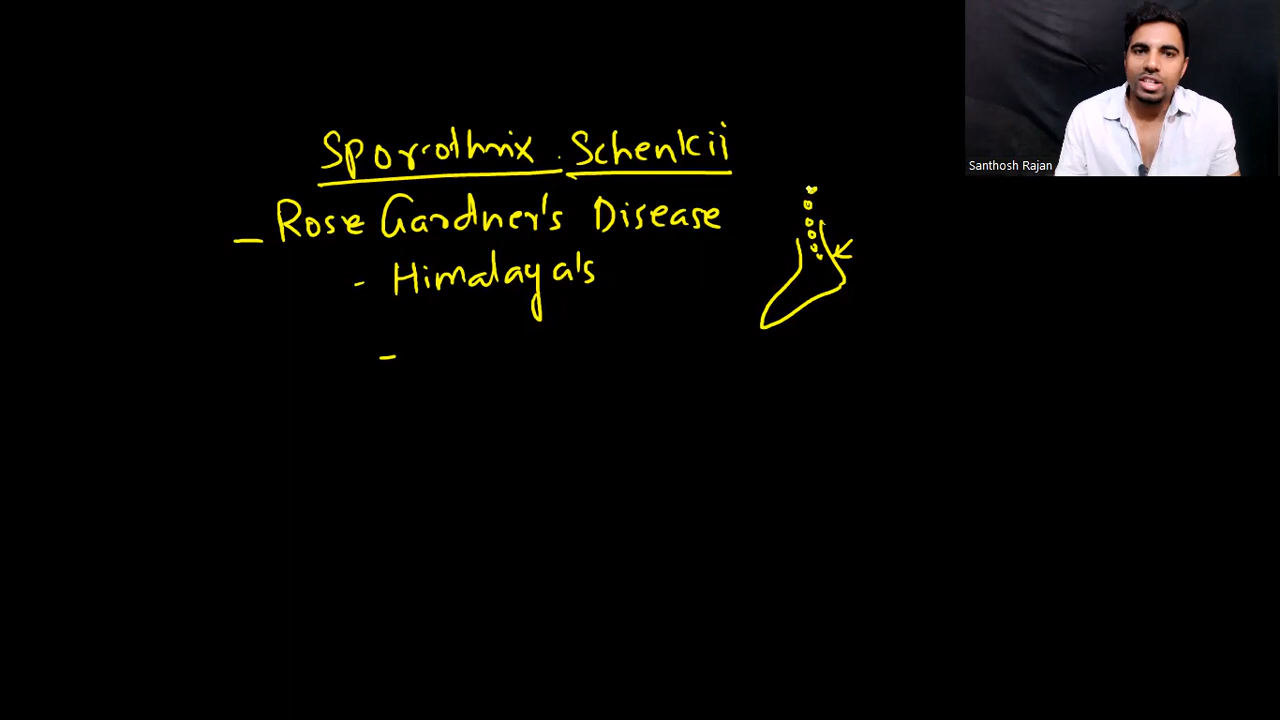 Sporothrix Schenkii
- Rose Gardner's Disease
- Himalaya's
-
Santhosh Rajan